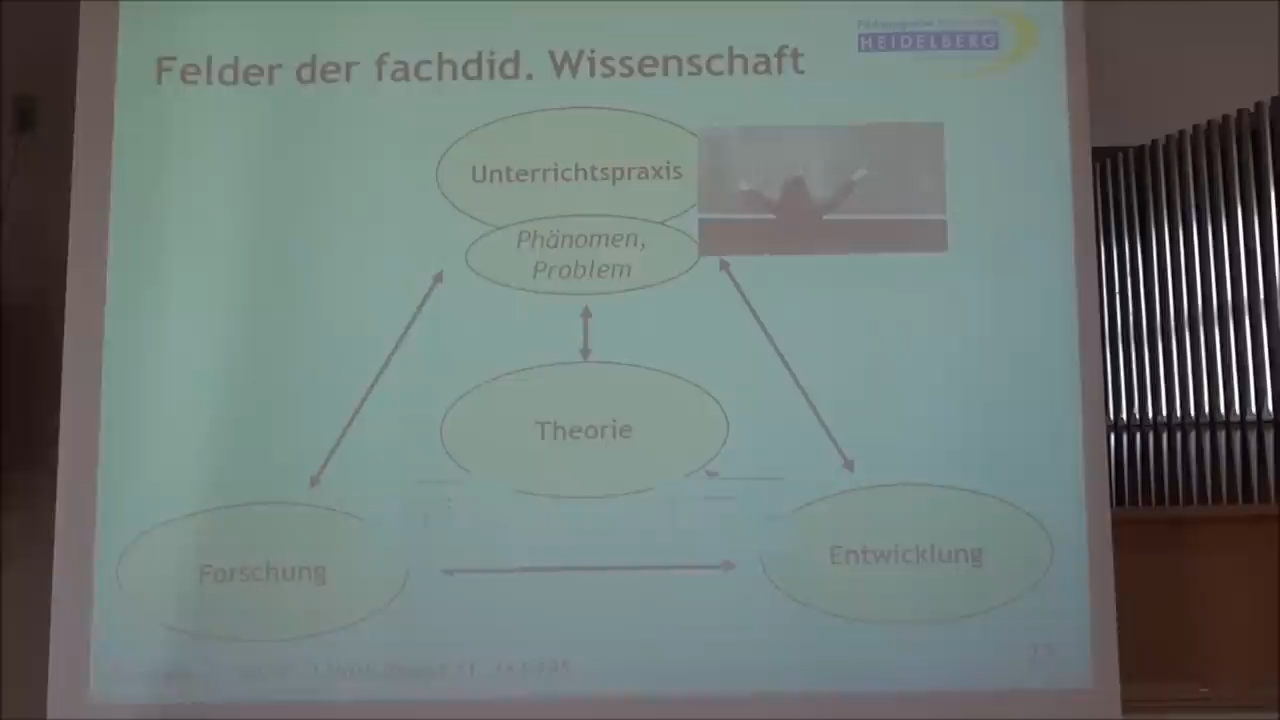 Felder der fachdid. Wissenschaft
HEIDELBERG
Unterrichtspraxis
Phänomen,
Problem
Theorie
Forschung
Entwicklung